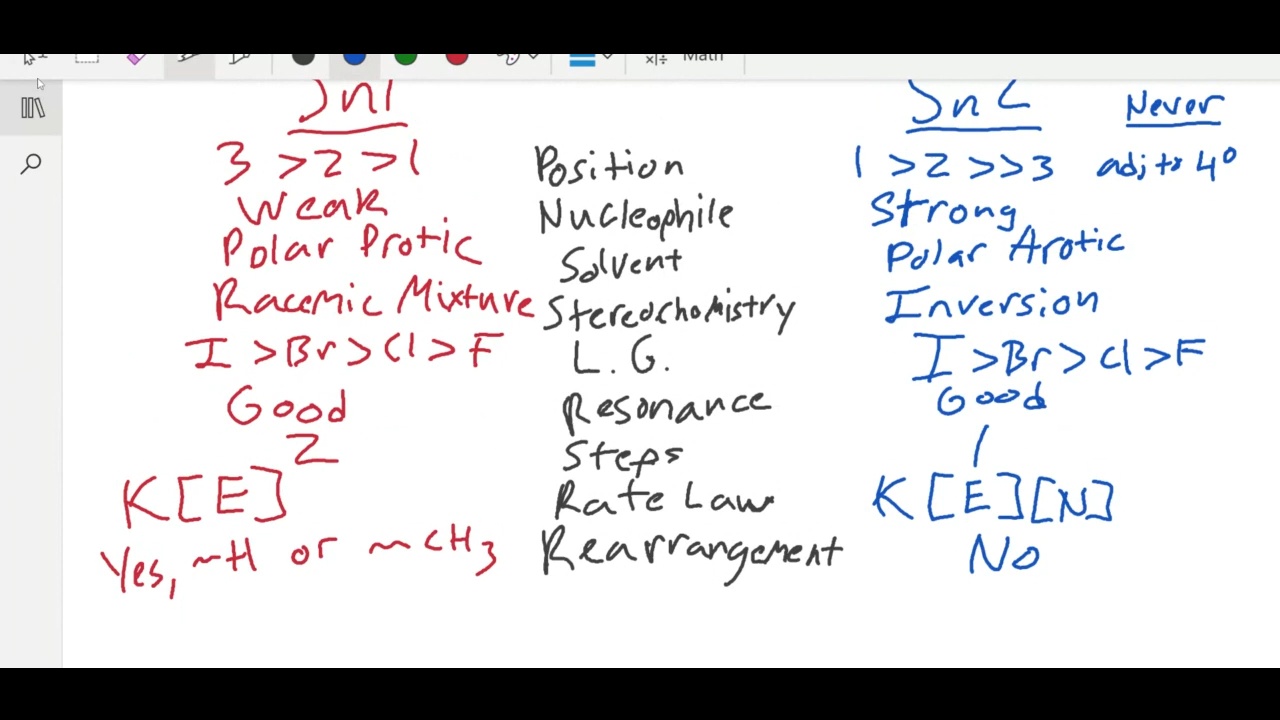 Math
Sn1 Sn2 Never
3 > 2 > 1 Position 1 > 2 >> 3 adj to 4°
Weak Nucleophile Strong
Polar Protic Solvent Polar Arotic
Racemic Mixture Stereochomistry Inversion
I > Br > Cl > F L. G. I > Br > Cl > F
Good Resonance Good
2 Steps 1
K[E] Rate Law K[E][N]
Yes, ~H or ~CH3 Rearrangement No